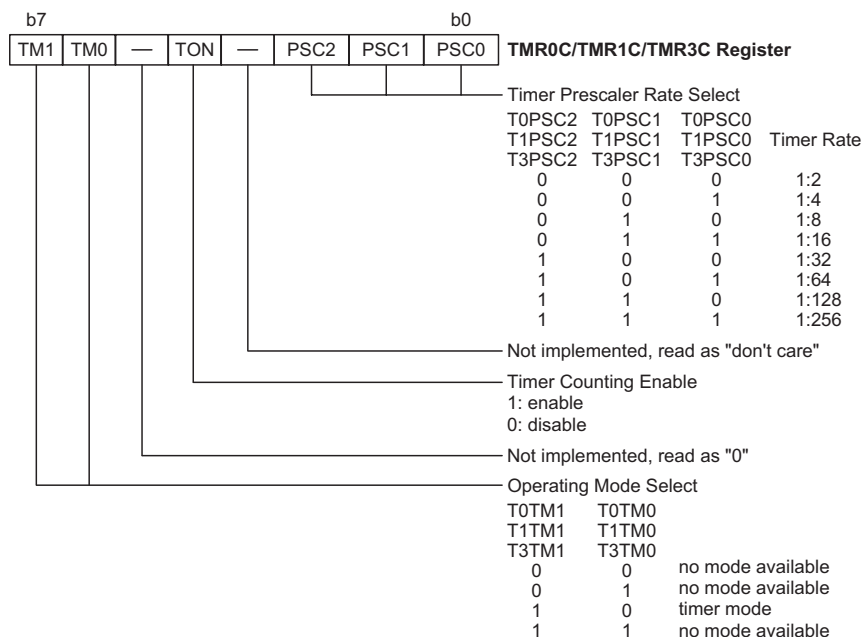 b7 b0
TM1 TM0 — TON — PSC2 PSC1 PSC0 TMR0C/TMR1C/TMR3C Register
Timer Prescaler Rate Select
T0PSC2 T0PSC1 T0PSC0
T1PSC2 T1PSC1 T1PSC0 Timer Rate
T3PSC2 T3PSC1 T3PSC0
0 0 0 1:2
0 0 1 1:4
0 1 0 1:8
0 1 1 1:16
1 0 0 1:32
1 0 1 1:64
1 1 0 1:128
1 1 1 1:256
Not implemented, read as "don't care"
Timer Counting Enable
1: enable
0: disable
Not implemented, read as "0"
Operating Mode Select
T0TM1 T0TM0
T1TM1 T1TM0
T3TM1 T3TM0
0 0 no mode available
0 1 no mode available
1 0 timer mode
1 1 no mode available